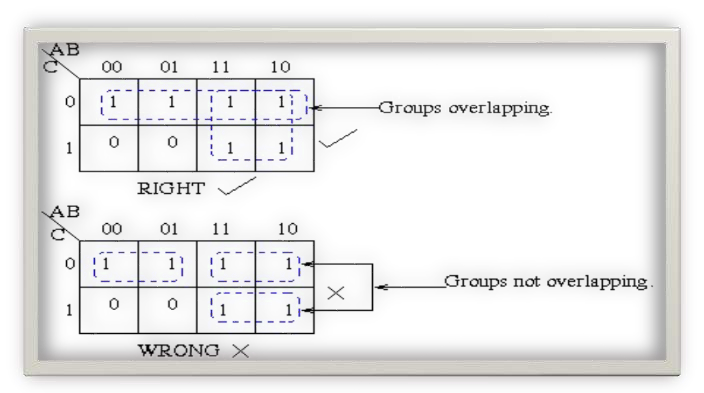 AB
C
00 01 11 10
0 1 1 1 1 Groups overlapping.
1 0 0 1 1
RIGHT
AB
C
00 01 11 10
0 1 1 1 1
Groups not overlapping.
1 0 0 1 1
WRONG